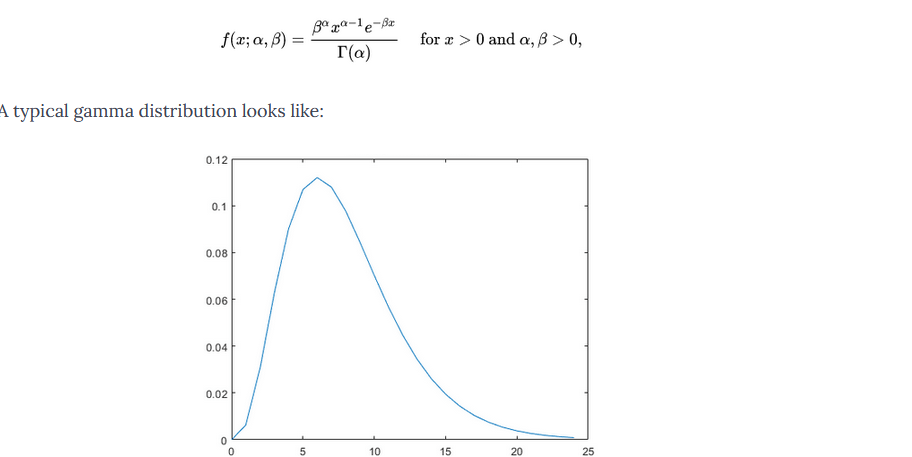 f(x; α, β) = β^α x^(α−1) e^(−βx) / Γ(α) for x > 0 and α, β > 0,
A typical gamma distribution looks like:
0.12
0.1
0.08
0.06
0.04
0.02
0
0 5 10 15 20 25